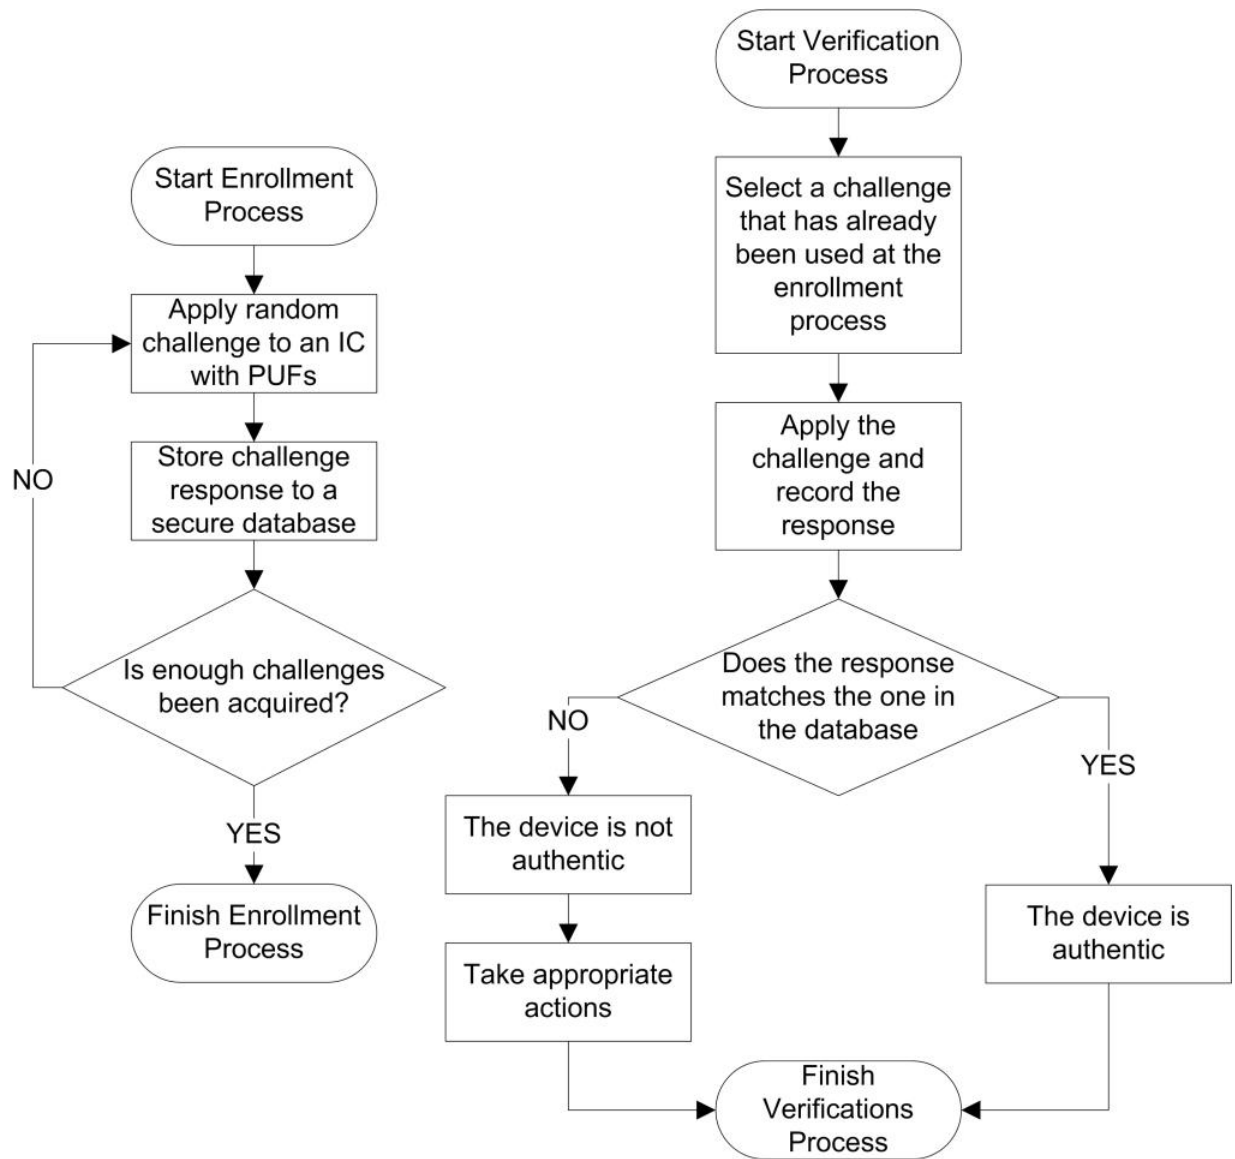 Start Enrollment
Process
Apply random
challenge to an IC
with PUFs
Store challenge
response to a
secure database
NO
Is enough challenges
been acquired?
YES
Finish Enrollment
Process
Start Verification
Process
Select a challenge
that has already
been used at the
enrollment
process
Apply the
challenge and
record the
response
Does the response
matches the one in
the database
NO
YES
The device is not
authentic
Take appropriate
actions
The device is
authentic
Finish
Verifications
Process